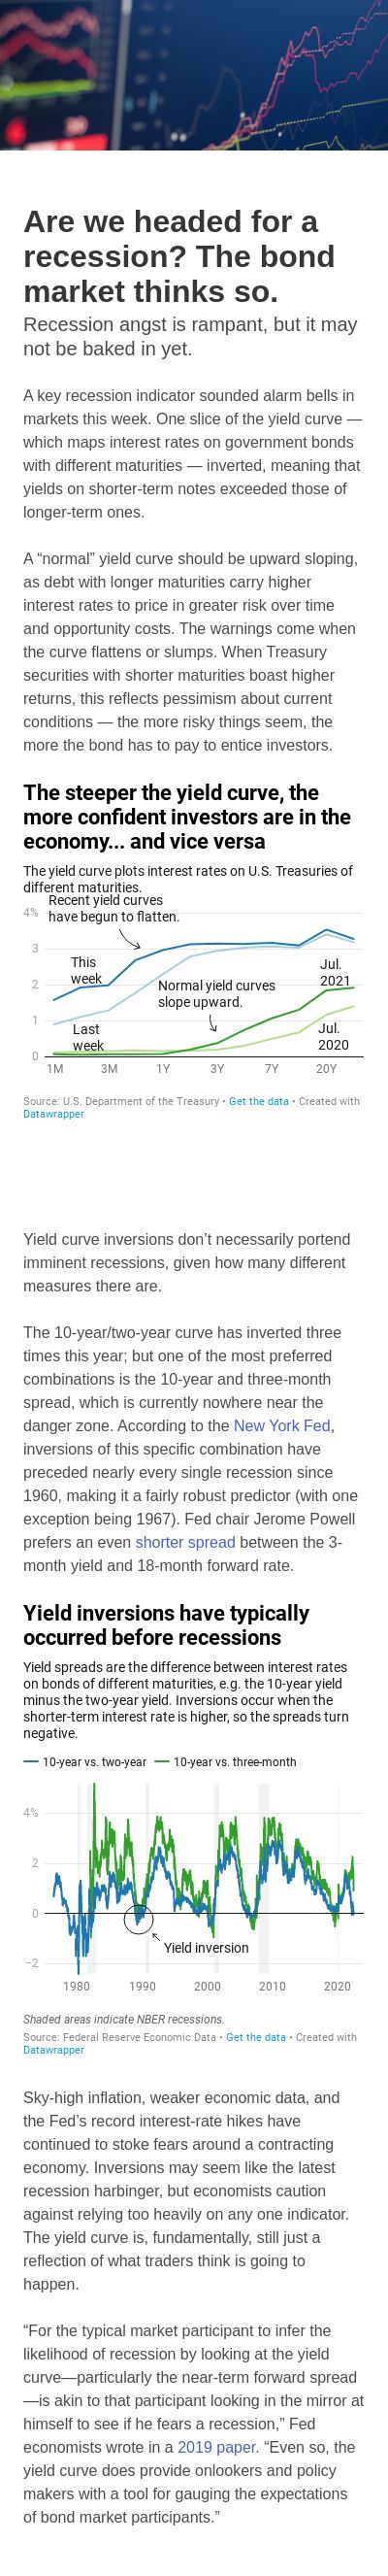 Are we headed for a
recession? The bond
market thinks so.
Recession angst is rampant, but it may
not be baked in yet.
A key recession indicator sounded alarm bells in
markets this week. One slice of the yield curve —
which maps interest rates on government bonds
with different maturities — inverted, meaning that
yields on shorter-term notes exceeded those of
longer-term ones.
A “normal” yield curve should be upward sloping,
as debt with longer maturities carry higher
interest rates to price in greater risk over time
and opportunity costs. The warnings come when
the curve flattens or slumps. When Treasury
securities with shorter maturities boast higher
returns, this reflects pessimism about current
conditions — the more risky things seem, the
more the bond has to pay to entice investors.
The steeper the yield curve, the
more confident investors are in the
economy... and vice versa
The yield curve plots interest rates on U.S. Treasuries of
different maturities.
Recent yield curves
have begun to flatten.
4%
3
2
1
0
This
week
Last
week
Normal yield curves
slope upward.
Jul.
2021
Jul.
2020
1M 3M 1Y 3Y 7Y 20Y
Source: U.S. Department of the Treasury • Get the data • Created with
Datawrapper
Yield curve inversions don’t necessarily portend
imminent recessions, given how many different
measures there are.
The 10-year/two-year curve has inverted three
times this year; but one of the most preferred
combinations is the 10-year and three-month
spread, which is currently nowhere near the
danger zone. According to the New York Fed,
inversions of this specific combination have
preceded nearly every single recession since
1960, making it a fairly robust predictor (with one
exception being 1967). Fed chair Jerome Powell
prefers an even shorter spread between the 3-
month yield and 18-month forward rate.
Yield inversions have typically
occurred before recessions
Yield spreads are the difference between interest rates
on bonds of different maturities, e.g. the 10-year yield
minus the two-year yield. Inversions occur when the
shorter-term interest rate is higher, so the spreads turn
negative.
10-year vs. two-year 10-year vs. three-month
4%
2
0
−2
Yield inversion
1980 1990 2000 2010 2020
Shaded areas indicate NBER recessions.
Source: Federal Reserve Economic Data • Get the data • Created with
Datawrapper
Sky-high inflation, weaker economic data, and
the Fed’s record interest-rate hikes have
continued to stoke fears around a contracting
economy. Inversions may seem like the latest
recession harbinger, but economists caution
against relying too heavily on any one indicator.
The yield curve is, fundamentally, still just a
reflection of what traders think is going to
happen.
“For the typical market participant to infer the
likelihood of recession by looking at the yield
curve—particularly the near-term forward spread
—is akin to that participant looking in the mirror at
himself to see if he fears a recession,” Fed
economists wrote in a 2019 paper. “Even so, the
yield curve does provide onlookers and policy
makers with a tool for gauging the expectations
of bond market participants.”